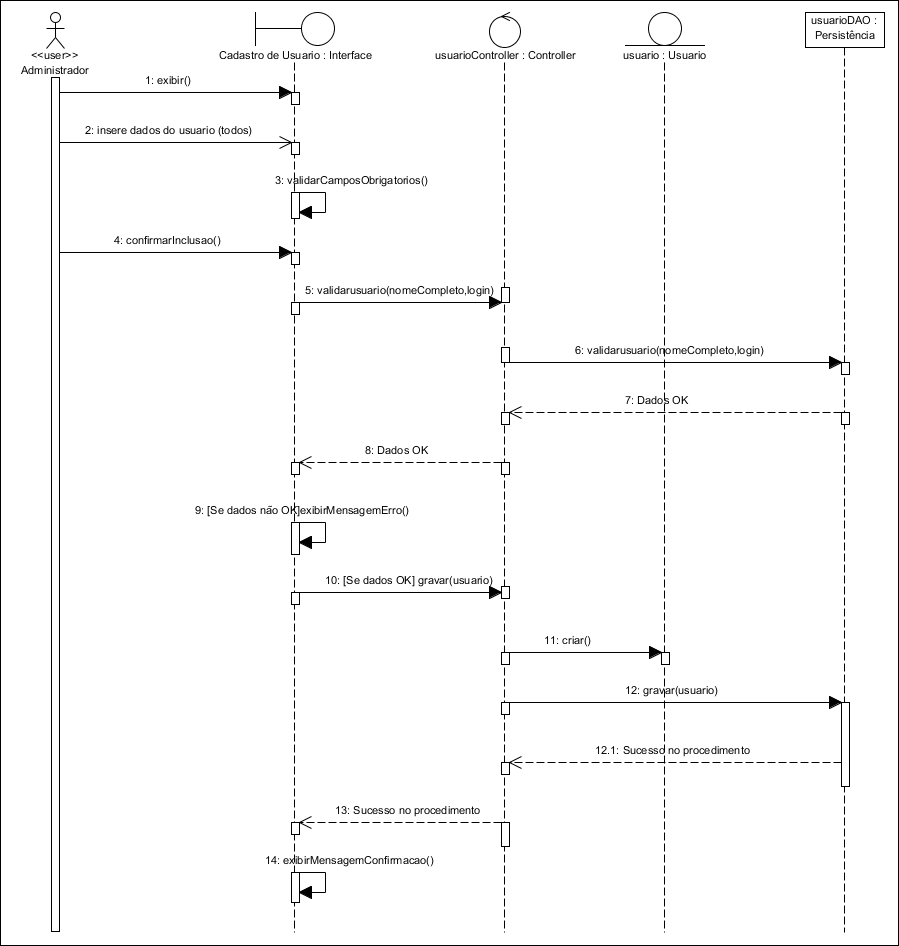 <<user>>
Administrador
Cadastro de Usuario : Interface
usuarioController : Controller
usuario : Usuario
usuarioDAO :
Persistência
1: exibir()
2: insere dados do usuario (todos)
3: validarCamposObrigatorios()
4: confirmarInclusao()
5: validarusuario(nomeCompleto,login)
6: validarusuario(nomeCompleto,login)
7: Dados OK
8: Dados OK
9: [Se dados não OK]exibirMensagemErro()
10: [Se dados OK] gravar(usuario)
11: criar()
12: gravar(usuario)
12.1: Sucesso no procedimento
13: Sucesso no procedimento
14: exibirMensagemConfirmacao()